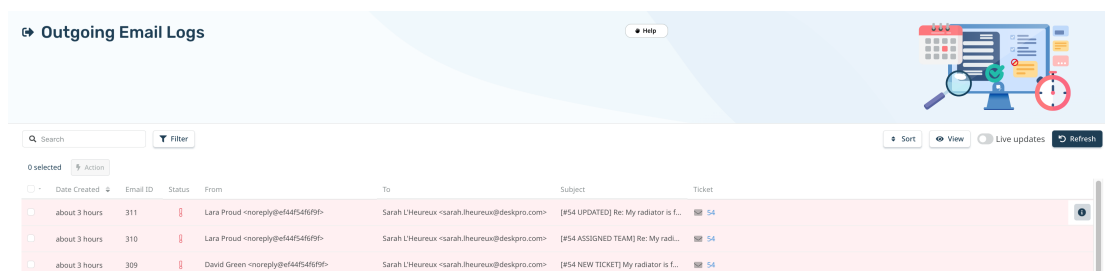 Outgoing Email Logs
Help
Search
Filter
Sort
View
Live updates
Refresh
0 selected
Action
Date Created Email ID Status From To Subject Ticket
about 3 hours 311 Lara Proud <noreply@ef44f54f6f9f> Sarah L'Heureux <sarah.lheureux@deskpro.com> [#54 UPDATED] Re: My radiator is f... 54
about 3 hours 310 Lara Proud <noreply@ef44f54f6f9f> Sarah L'Heureux <sarah.lheureux@deskpro.com> [#54 ASSIGNED TEAM] Re: My radi... 54
about 3 hours 309 David Green <noreply@ef44f54f6f9f> Sarah L'Heureux <sarah.lheureux@deskpro.com> [#54 NEW TICKET] My radiator is f... 54